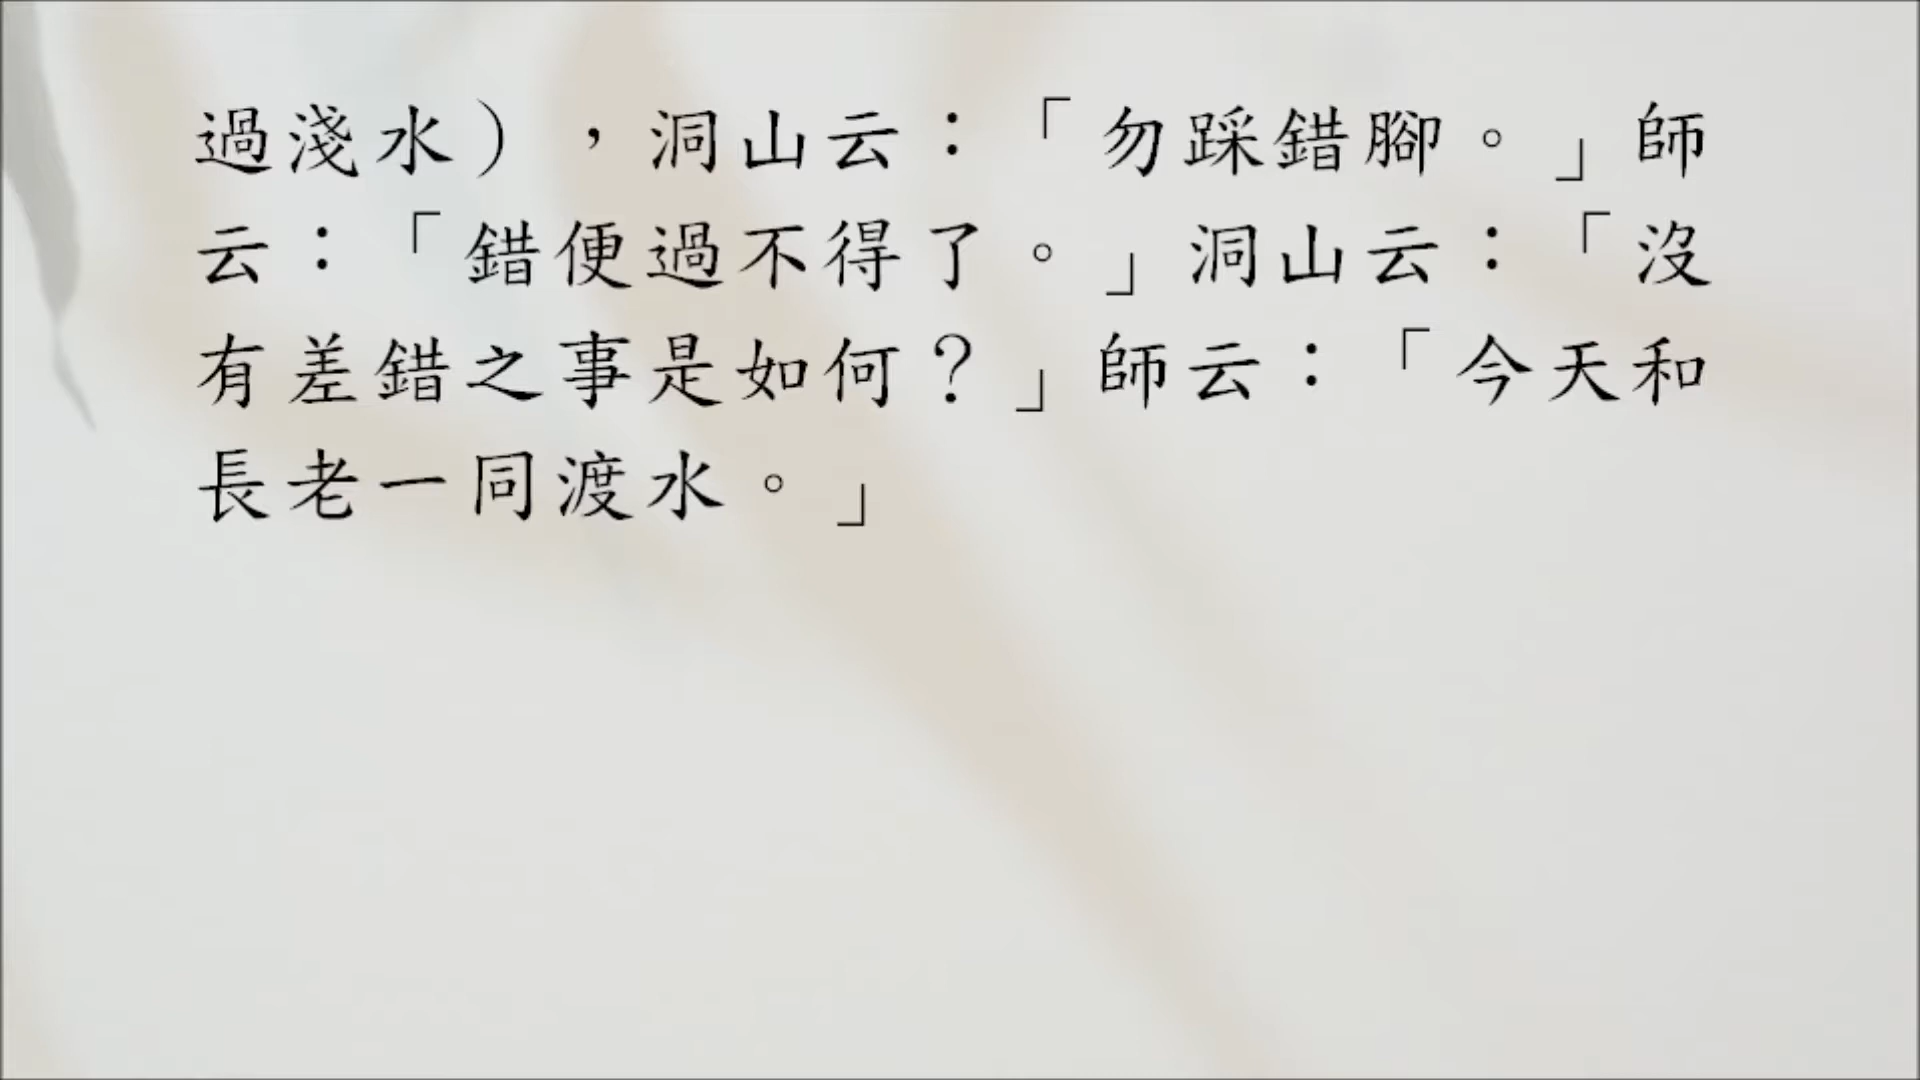 過淺水），洞山云：「勿踩錯腳。」師
云：「錯便過不得了。」洞山云：「沒
有差錯之事是如何？」師云：「今天和
長老一同渡水。」